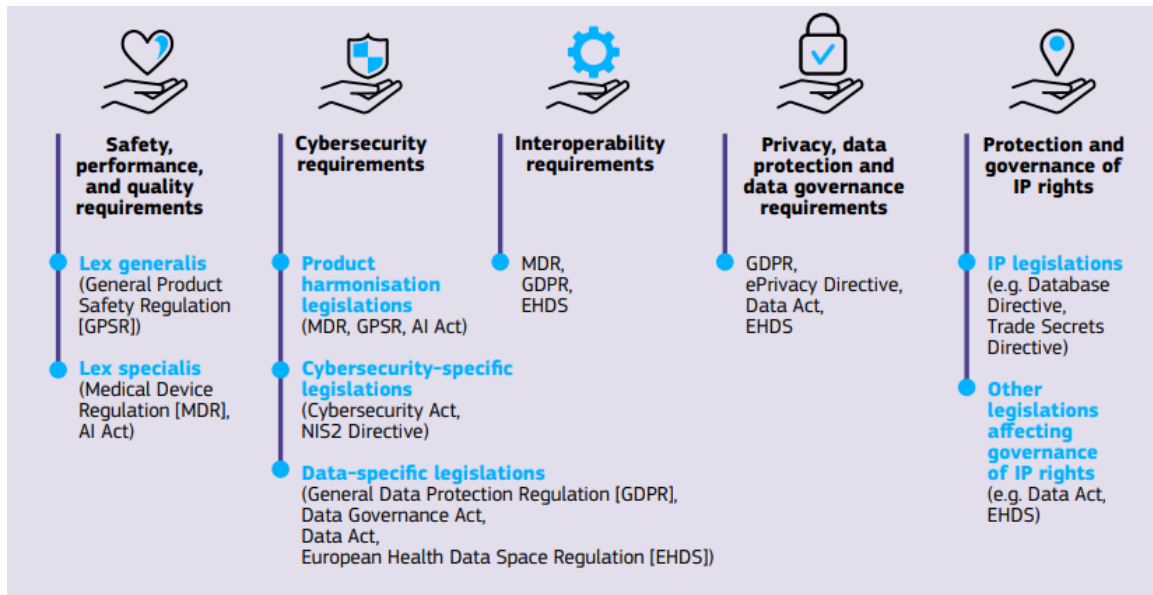 Safety,
performance,
and quality
requirements
Lex generalis
(General Product
Safety Regulation
[GPSR])
Lex specialis
(Medical Device
Regulation [MDR],
AI Act)
Cybersecurity
requirements
Product
harmonisation
legislations
(MDR, GPSR, AI Act)
Cybersecurity-specific
legislations
(Cybersecurity Act,
NIS2 Directive)
Data-specific legislations
(General Data Protection Regulation [GDPR],
Data Governance Act,
Data Act,
European Health Data Space Regulation [EHDS])
Interoperability
requirements
MDR,
GDPR,
EHDS
Privacy, data
protection and
data governance
requirements
GDPR,
ePrivacy Directive,
Data Act,
EHDS
Protection and
governance of
IP rights
IP legislations
(e.g. Database
Directive,
Trade Secrets
Directive)
Other
legislations
affecting
governance
of IP rights
(e.g. Data Act,
EHDS)